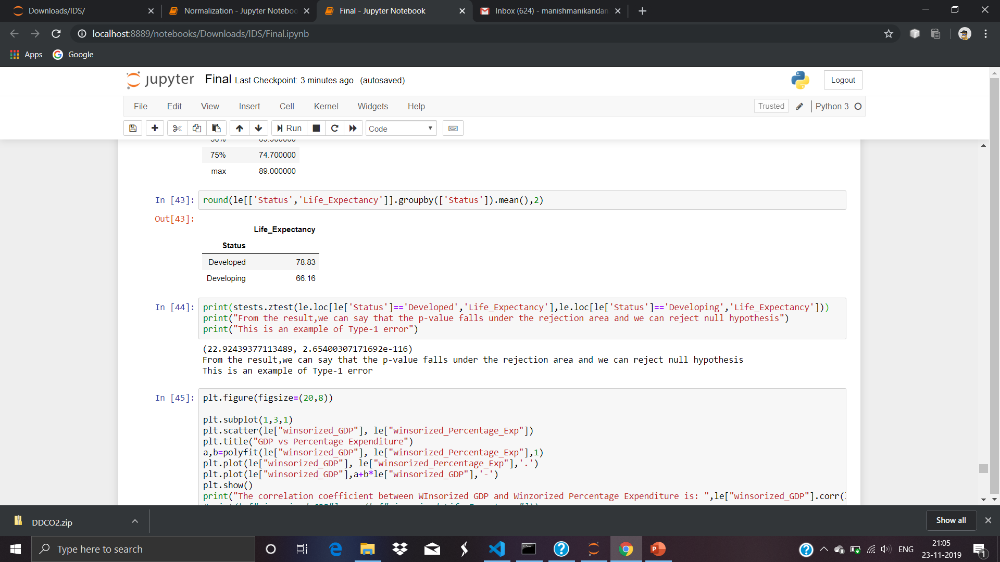 Downloads/IDS/
Normalization - Jupyter Noteboo
Final - Jupyter Notebook
Inbox (624) - manishmanikandan
localhost:8889/notebooks/Downloads/IDS/Final.ipynb
Apps
Google
jupyter Final Last Checkpoint: 3 minutes ago (autosaved)
Logout
File Edit View Insert Cell Kernel Widgets Help
Trusted
Python 3
Run
Code
75% 74.700000
max 89.000000
In [43]: round(le[['Status','Life_Expectancy']].groupby(['Status']).mean(),2)
Out[43]:
Life_Expectancy
Status
Developed 78.83
Developing 66.16
In [44]: print(stests.ztest(le.loc[le['Status']=='Developed','Life_Expectancy'],le.loc[le['Status']=='Developing','Life_Expectancy']))
print("From the result,we can say that the p-value falls under the rejection area and we can reject null hypothesis")
print("This is an example of Type-1 error")
(22.92439377113489, 2.65400307171692e-116)
From the result,we can say that the p-value falls under the rejection area and we can reject null hypothesis
This is an example of Type-1 error
In [45]: plt.figure(figsize=(20,8))
plt.subplot(1,3,1)
plt.scatter(le["winsorized_GDP"], le["winsorized_Percentage_Exp"])
plt.title("GDP vs Percentage Expenditure")
a,b=polyfit(le["winsorized_GDP"], le["winsorized_Percentage_Exp"],1)
plt.plot(le["winsorized_GDP"], le["winsorized_Percentage_Exp"],'.')
plt.plot(le["winsorized_GDP"],a+b*le["winsorized_GDP"],'-')
plt.show()
print("The correlation coefficient between WInsorized GDP and Winzorized Percentage Expenditure is: ",le["winsorized_GDP"].corr(
DDCO2.zip
Show all
Type here to search
ENG
21:05
23-11-2019
1